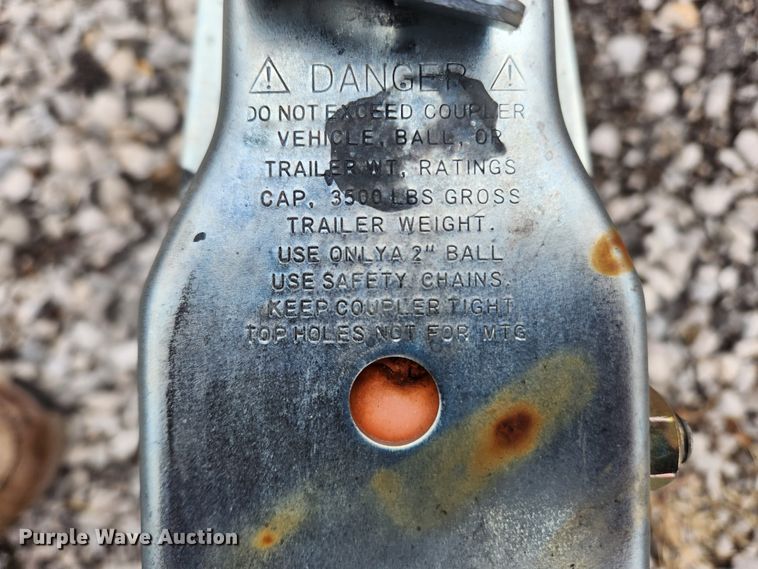 DANGER
DO NOT EXCEED COUPLER
VEHICLE, BALL, OR
TRAILER WT, RATINGS
CAP, 3500 LBS GROSS
TRAILER WEIGHT.
USE ONLYA 2" BALL
USE SAFETY CHAINS.
KEEP COUPLER TIGHT
TOP HOLES NOT FOR MTG
Purple Wave Auction